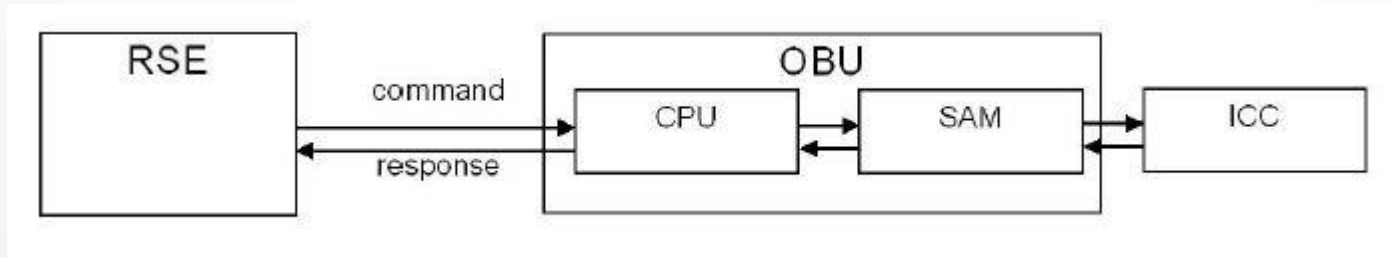 RSE
OBU
command
CPU
SAM
ICC
response